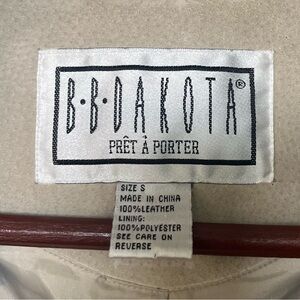 B·B·DAKOTA®
PRÊT À PORTER
SIZE S
MADE IN CHINA
100%LEATHER
LINING:
100%POLYESTER
SEE CARE ON
REVERSE